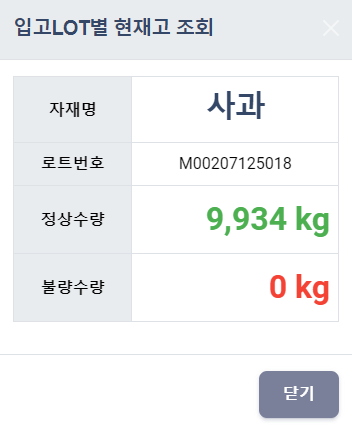 입고LOT별 현재고 조회
자재명 사과
로트번호 M00207125018
정상수량 9,934 kg
불량수량 0 kg
닫기